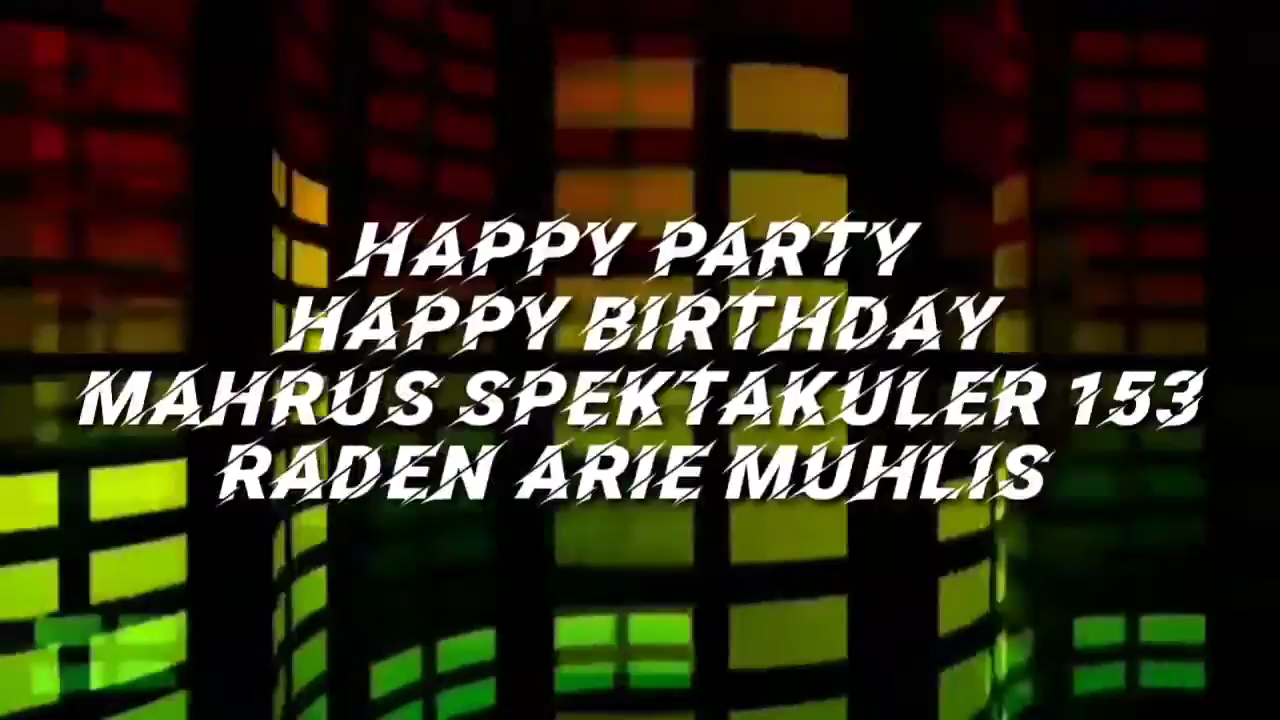 HAPPY PARTY
HAPPY BIRTHDAY
MAHRUS SPEKTAKULER 153
RADEN ARIE MUHLIS